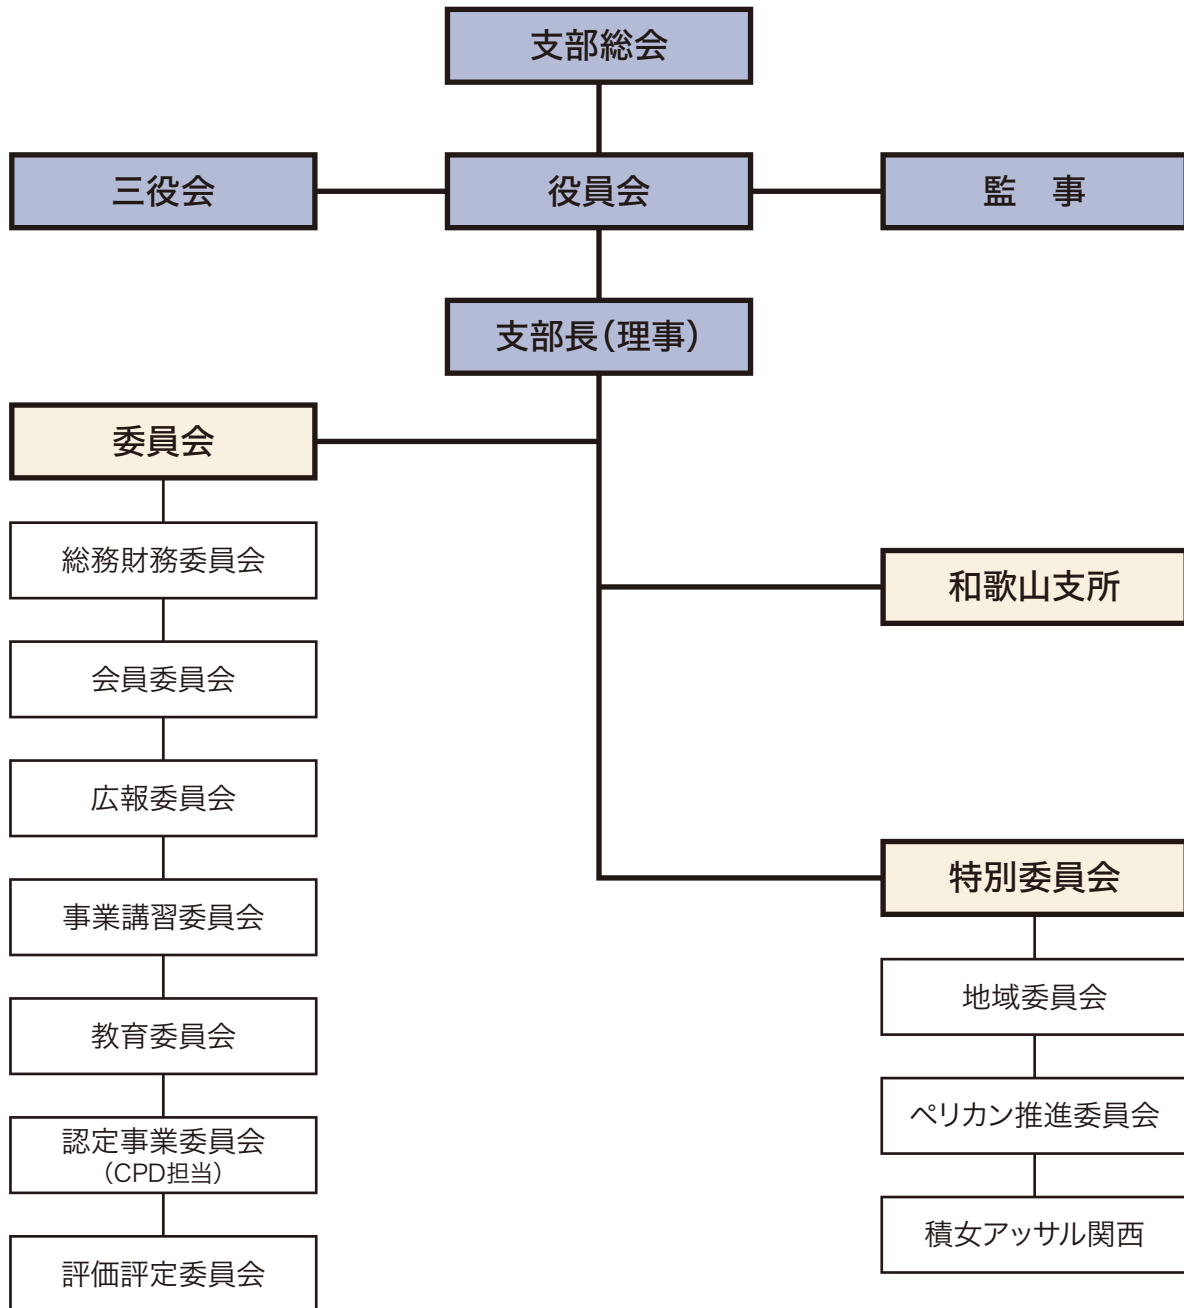 支部総会
三役会
役員会
監　事
支部長（理事）
委員会
総務財務委員会
会員委員会
広報委員会
事業講習委員会
教育委員会
認定事業委員会
（CPD担当）
評価評定委員会
和歌山支所
特別委員会
地域委員会
ペリカン推進委員会
積女アッサル関西